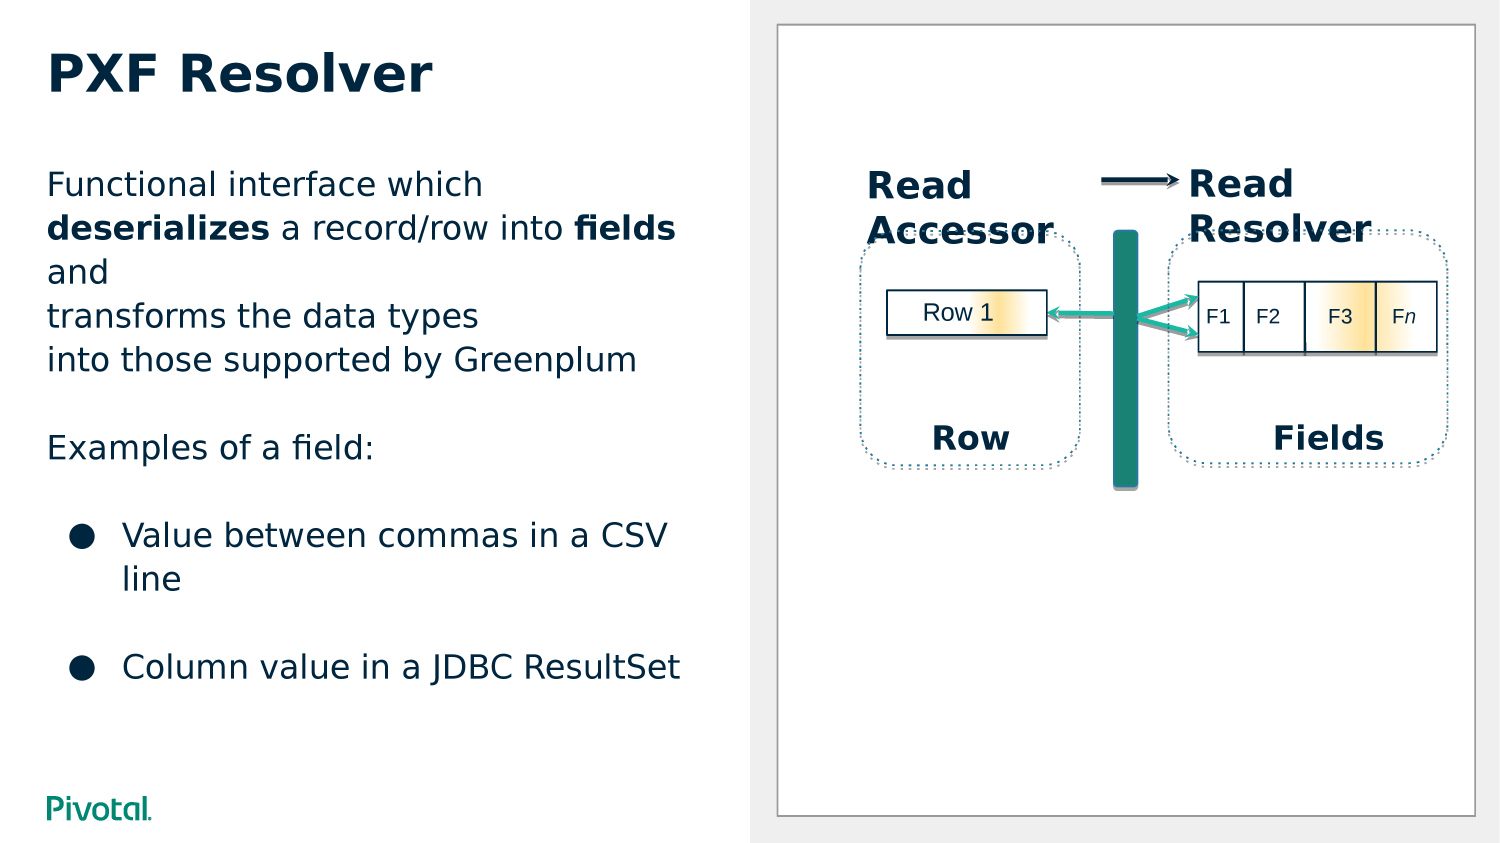 PXF Resolver
Functional interface which
deserializes a record/row into fields
and
transforms the data types
into those supported by Greenplum
Examples of a field:
● Value between commas in a CSV
line
● Column value in a JDBC ResultSet
Pivotal
Read
Accessor
Read
Resolver
Row 1
F1 F2 F3 Fn
Row
Fields